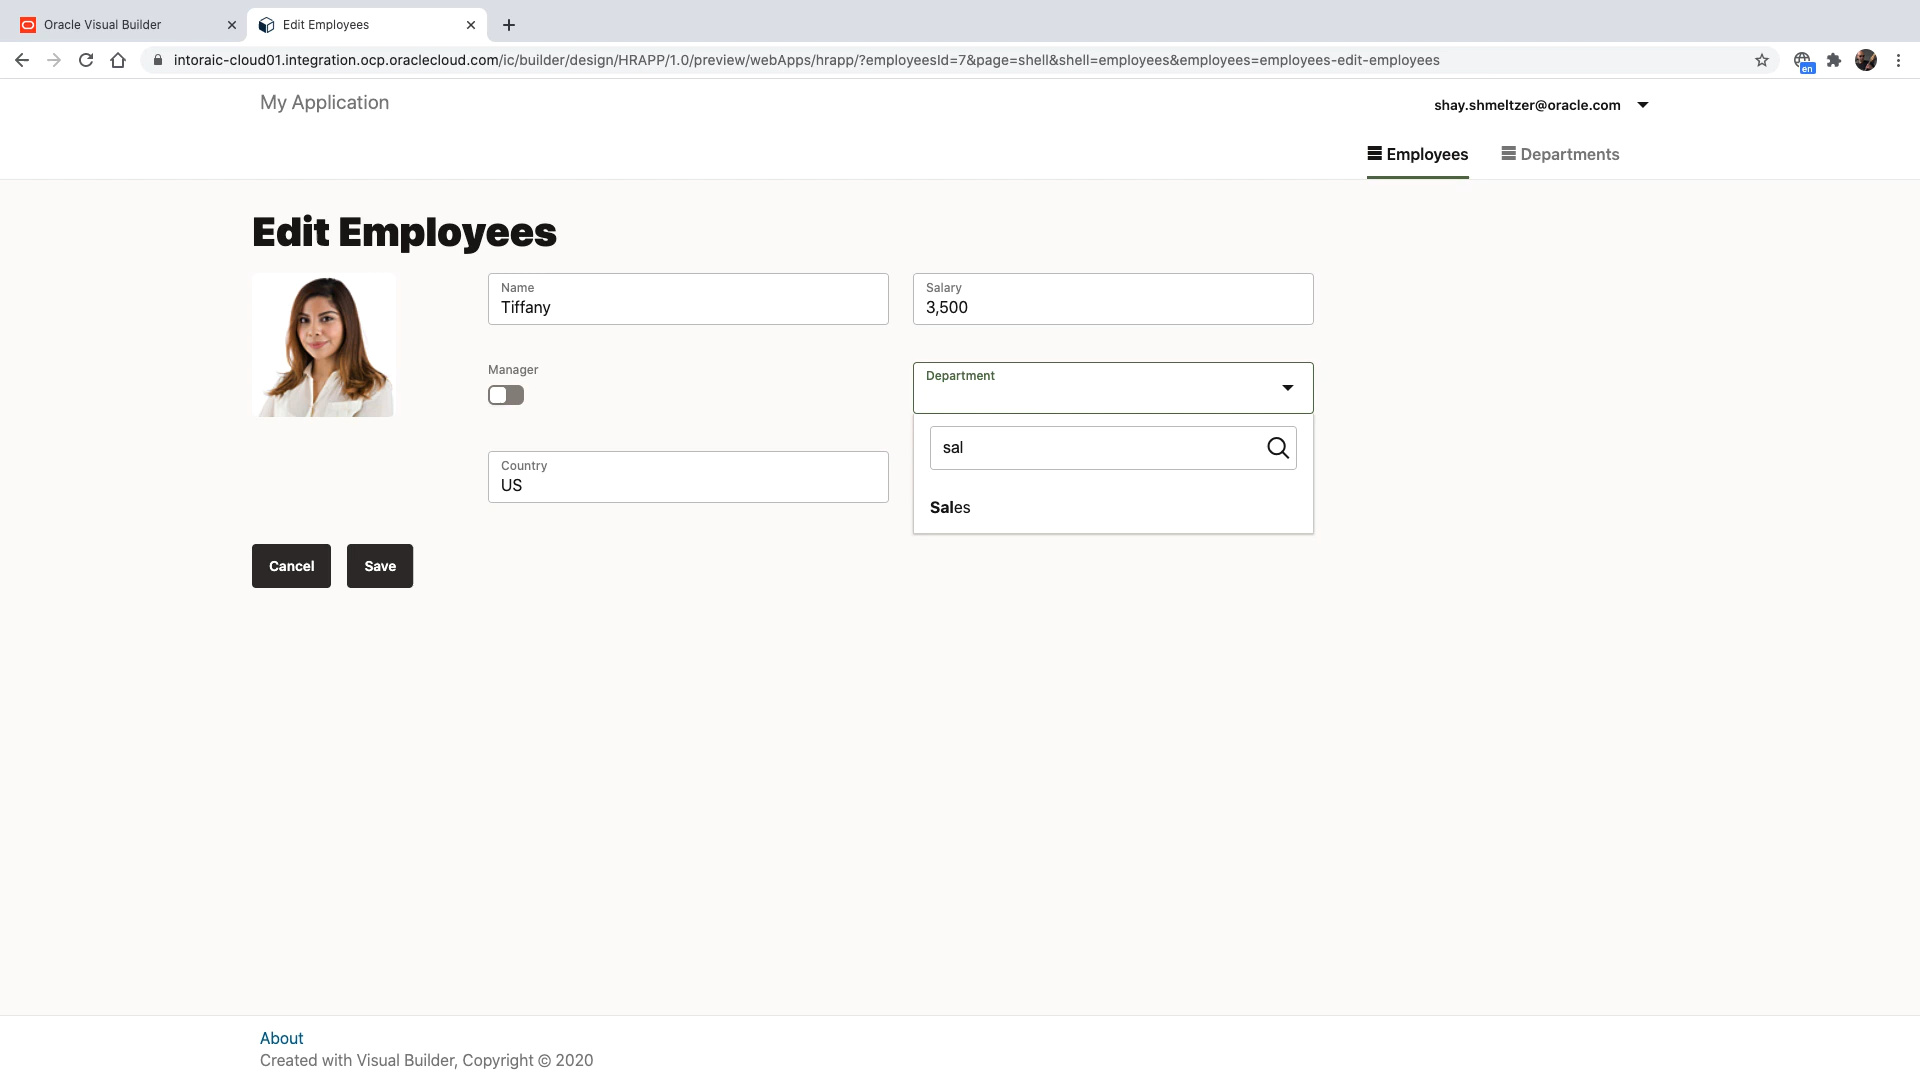 Oracle Visual Builder
Edit Employees
intoraic-cloud01.integration.ocp.oraclecloud.com/ic/builder/design/HRAPP/1.0/preview/webApps/hrapp/?employeesId=7&page=shell&shell=employees&employees=employees-edit-employees
en
My Application
shay.shmeltzer@oracle.com
Employees
Departments
Edit Employees
Name
Tiffany
Salary
3,500
Manager
Department
sal
Sales
Country
US
Cancel
Save
About
Created with Visual Builder, Copyright © 2020